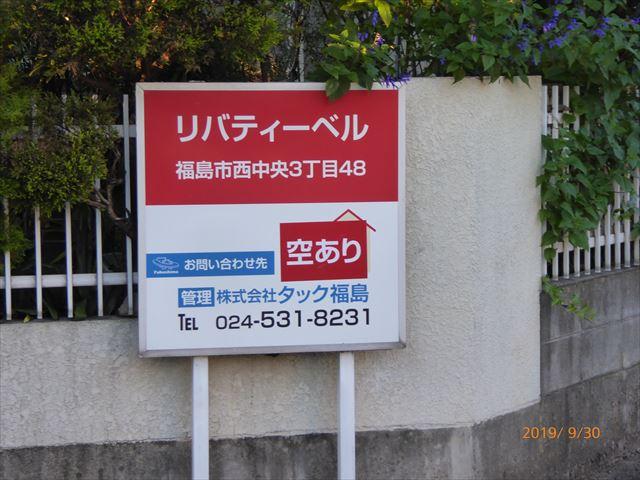 リバティーベル
福島市西中央3丁目48
お問い合わせ先
空あり
管理 株式会社タック福島
TEL 024-531-8231
2019/ 9/30